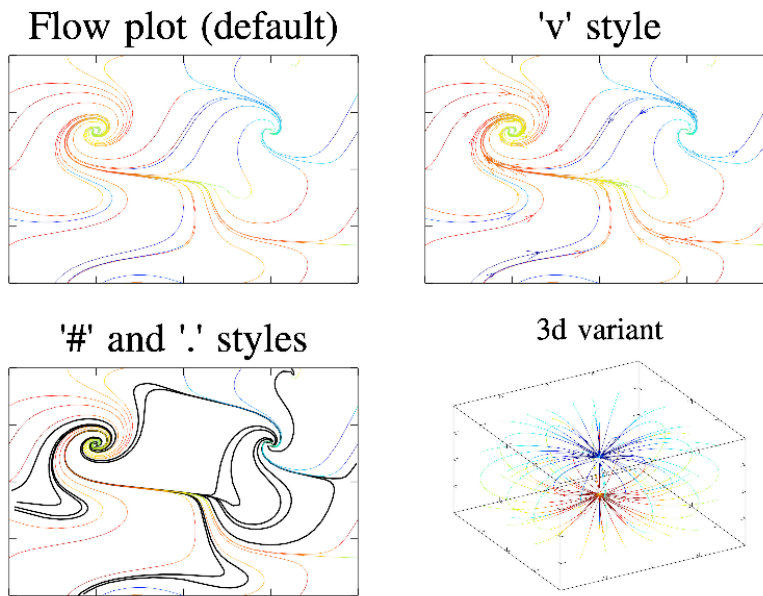 Flow plot (default)
'v' style
'#' and '.' styles
3d variant